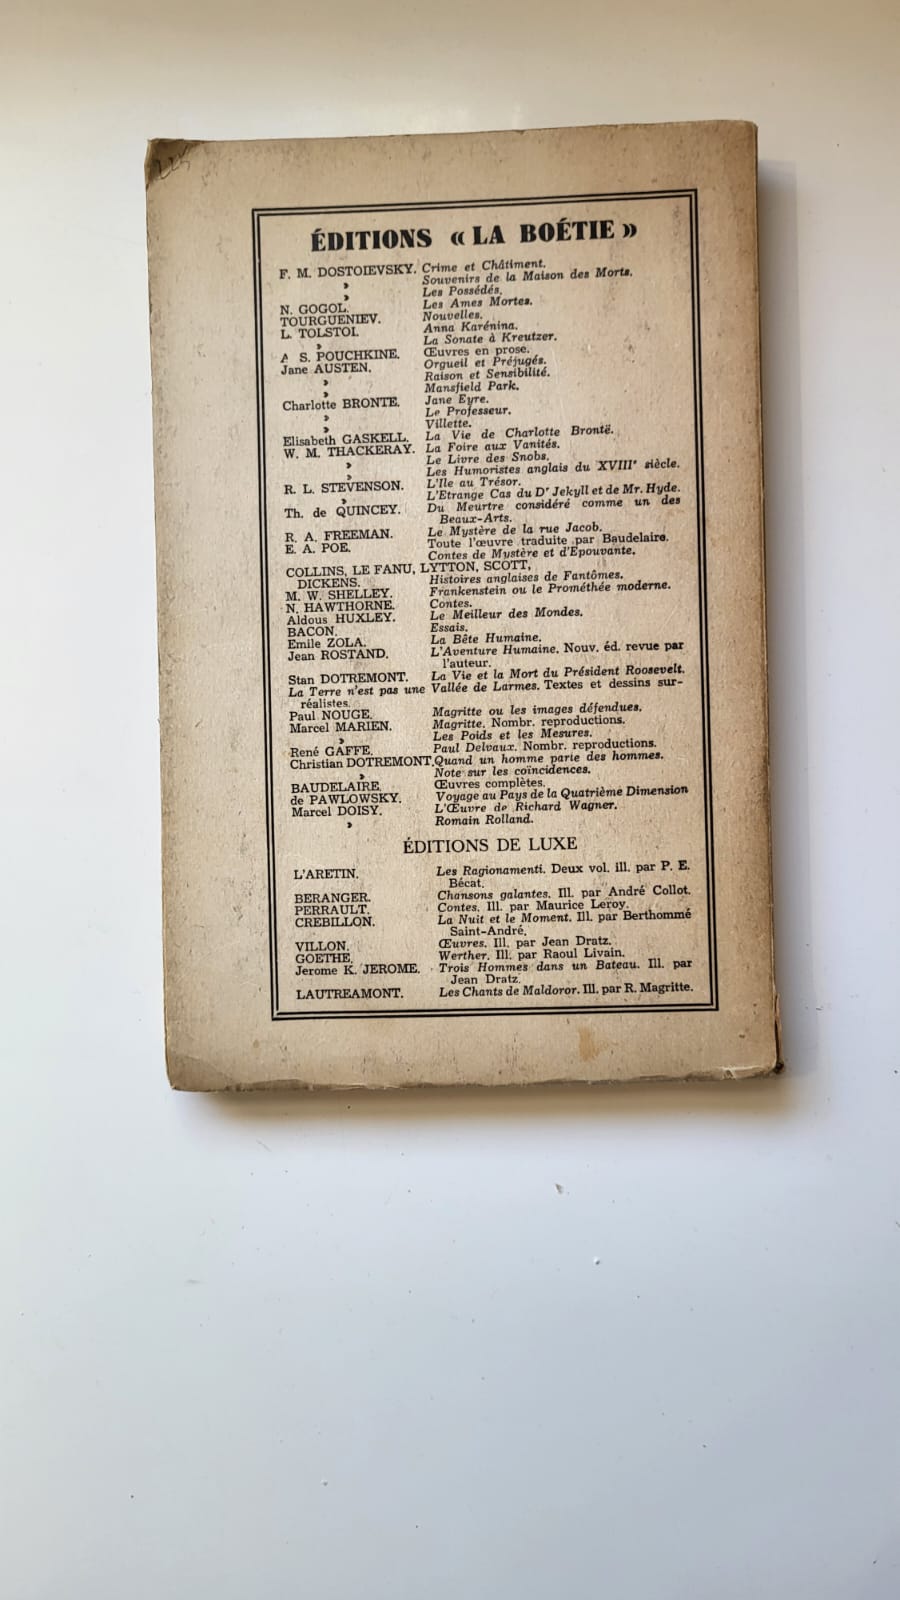 225
ÉDITIONS « LA BOÉTIE »
F. M. DOSTOIEVSKY. Crime et Châtiment.
» Souvenirs de la Maison des Morts.
» Les Possédés.
N. GOGOL. Les Ames Mortes.
TOURGUENIEV. Nouvelles.
L. TOLSTOI. Anna Karénina.
» La Sonate à Kreutzer.
A. S. POUCHKINE. Œuvres en prose.
Jane AUSTEN. Orgueil et Préjugés.
» Raison et Sensibilité.
» Mansfield Park.
Charlotte BRONTE. Jane Eyre.
» Le Professeur.
» Villette.
Elisabeth GASKELL. La Vie de Charlotte Brontë.
W. M. THACKERAY. La Foire aux Vanités.
» Le Livre des Snobs.
» Les Humoristes anglais du XVIIIe siècle.
R. L. STEVENSON. L'Ile au Trésor.
» L'Etrange Cas du Dr Jekyll et de Mr. Hyde.
Th. de QUINCEY. Du Meurtre considéré comme un des
Beaux-Arts.
R. A. FREEMAN. Le Mystère de la rue Jacob.
E. A. POE. Toute l'œuvre traduite par Baudelaire.
Contes de Mystère et d'Epouvante.
COLLINS, LE FANU, LYTTON, SCOTT,
DICKENS. Histoires anglaises de Fantômes.
M. W. SHELLEY. Frankenstein ou le Prométhée moderne.
N. HAWTHORNE. Contes.
Aldous HUXLEY. Le Meilleur des Mondes.
BACON. Essais.
Emile ZOLA. La Bête Humaine.
Jean ROSTAND. L'Aventure Humaine. Nouv. éd. revue par
l'auteur.
Stan DOTREMONT. La Vie et la Mort du Président Roosevelt.
La Terre n'est pas une Vallée de Larmes. Textes et dessins sur-
réalistes.
Paul NOUGE. Magritte ou les images défendues.
Marcel MARIEN. Magritte. Nombr. reproductions.
» Les Poids et les Mesures.
René GAFFE. Paul Delvaux. Nombr. reproductions.
Christian DOTREMONT. Quand un homme parie des hommes.
» Note sur les coïncidences.
BAUDELAIRE. Œuvres complètes.
de PAWLOWSKY. Voyage au Pays de la Quatrième Dimension
Marcel DOISY. L'Œuvre de Richard Wagner.
» Romain Rolland.
ÉDITIONS DE LUXE
L'ARETIN. Les Ragionamenti. Deux vol. ill. par P. E.
Bécat.
BERANGER. Chansons galantes. Ill. par André Collot.
PERRAULT. Contes. Ill. par Maurice Leroy.
CREBILLON. La Nuit et le Moment. Ill. par Berthommé
Saint-André.
VILLON. Œuvres. Ill. par Jean Dratz.
GOETHE. Werther. Ill. par Raoul Livain.
Jerome K. JEROME. Trois Hommes dans un Bateau. Ill. par
Jean Dratz.
LAUTREAMONT. Les Chants de Maldoror. Ill. par R. Magritte.